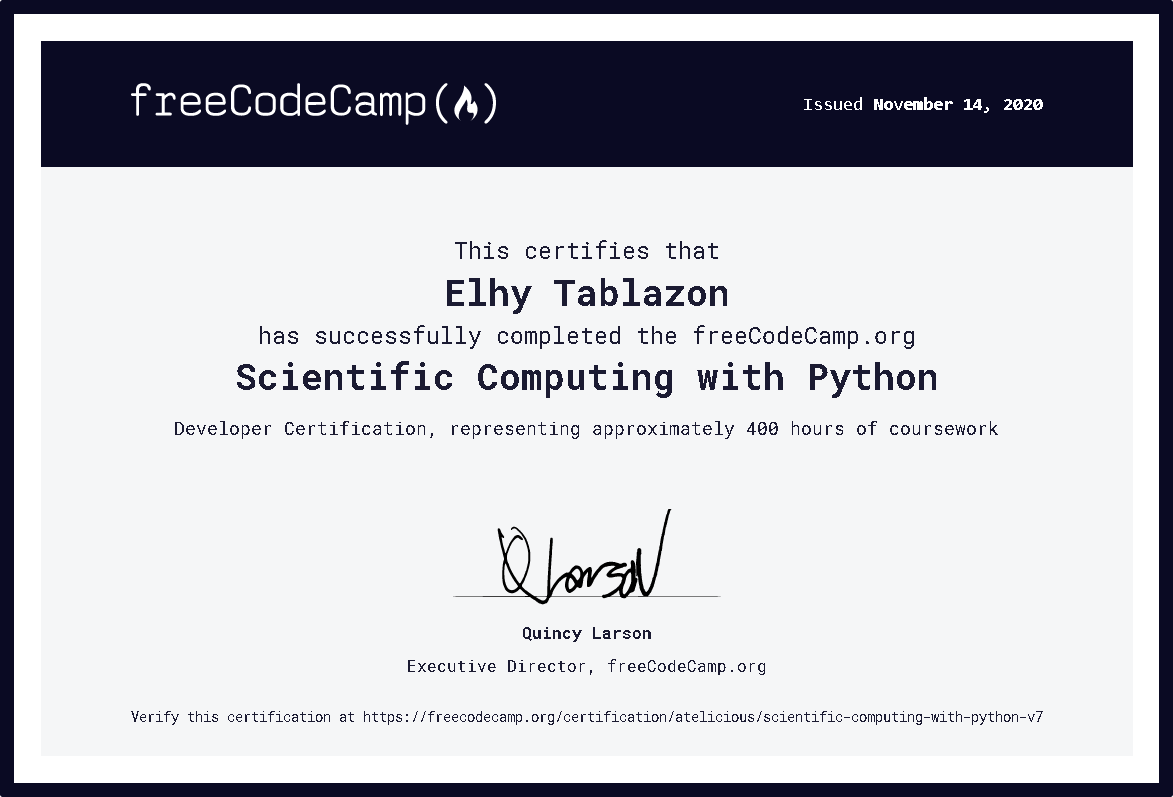 freeCodeCamp
Issued November 14, 2020
This certifies that
Elhy Tablazon
has successfully completed the freeCodeCamp.org
Scientific Computing with Python
Developer Certification, representing approximately 400 hours of coursework
Q Larson
Quincy Larson
Executive Director, freeCodeCamp.org
Verify this certification at https://freecodecamp.org/certification/atelicious/scientific-computing-with-python-v7